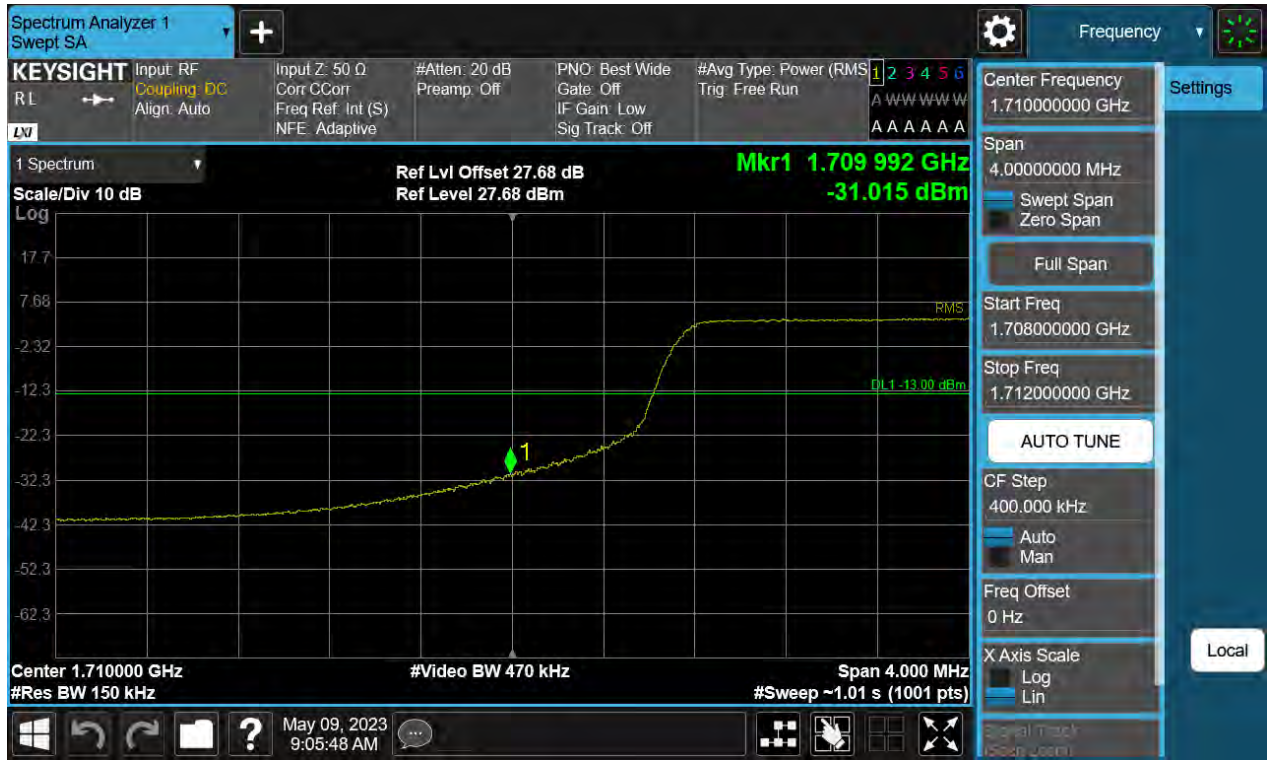 Spectrum Analyzer 1
Swept SA
+
Frequency
KEYSIGHT
RL
LXI
Input: RF
Coupling: DC
Align: Auto
Input Z: 50 Ω
Corr CCorr
Freq Ref: Int (S)
NFE: Adaptive
#Atten: 20 dB
Preamp: Off
PNO: Best Wide
Gate: Off
IF Gain: Low
Sig Track: Off
#Avg Type: Power (RMS
Trig: Free Run
1 2 3 4 5 6
A W W W W W
A A A A A A
1 Spectrum
Scale/Div 10 dB
Log
Ref Lvl Offset 27.68 dB
Ref Level 27.68 dBm
Mkr1 1.709 992 GHz
-31.015 dBm
17.7
7.68
-2.32
-12.3
-22.3
-32.3
-42.3
-52.3
-62.3
RMS
DL1 -13.00 dBm
1
Center 1.710000 GHz
#Res BW 150 kHz
#Video BW 470 kHz
Span 4.000 MHz
#Sweep ~1.01 s (1001 pts)
Center Frequency
1.710000000 GHz
Settings
Span
4.00000000 MHz
Swept Span
Zero Span
Full Span
Start Freq
1.708000000 GHz
Stop Freq
1.712000000 GHz
AUTO TUNE
CF Step
400.000 kHz
Auto
Man
Freq Offset
0 Hz
X Axis Scale
Log
Lin
Local
Signal Track
(Span Zoom)
?
May 09, 2023
9:05:48 AM